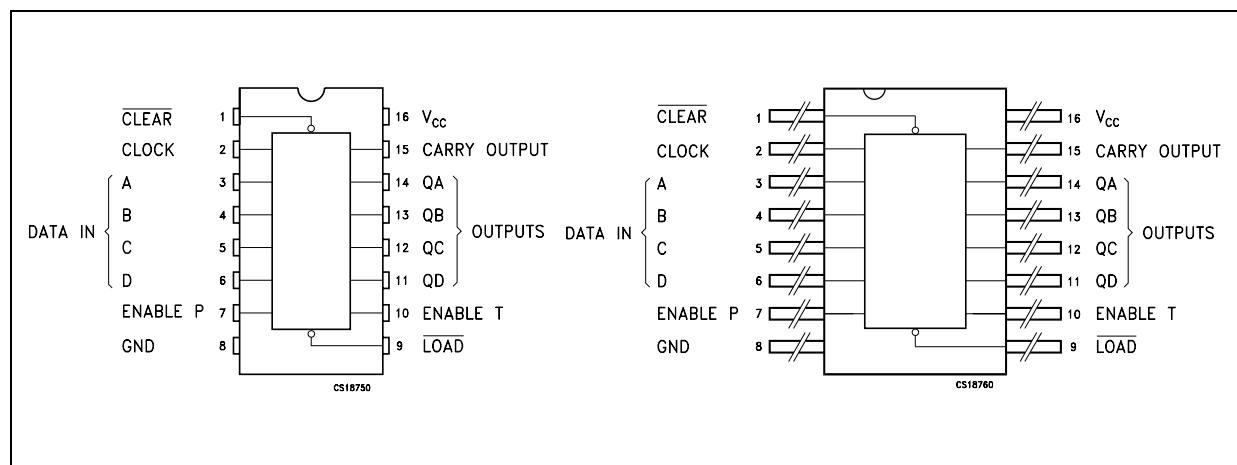 CLEAR 1 16 VCC
CLOCK 2 15 CARRY OUTPUT
A 3 14 QA
B 4 13 QB
DATA IN OUTPUTS
C 5 12 QC
D 6 11 QD
ENABLE P 7 10 ENABLE T
GND 8 9 LOAD
CS18750
CLEAR 1 16 VCC
CLOCK 2 15 CARRY OUTPUT
A 3 14 QA
B 4 13 QB
DATA IN OUTPUTS
C 5 12 QC
D 6 11 QD
ENABLE P 7 10 ENABLE T
GND 8 9 LOAD
CS18760